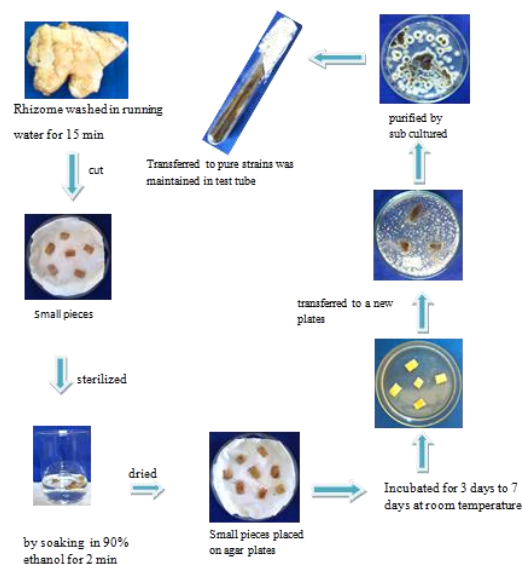 Rhizome washed in running
water for 15 min
cut
Small pieces
sterilized
by soaking in 90%
ethanol for 2 min
dried
Small pieces placed
on agar plates
Incubated for 3 days to 7
days at room temperature
transferred to a new
plates
purified by
sub cultured
Transferred to pure strains was
maintained in test tube